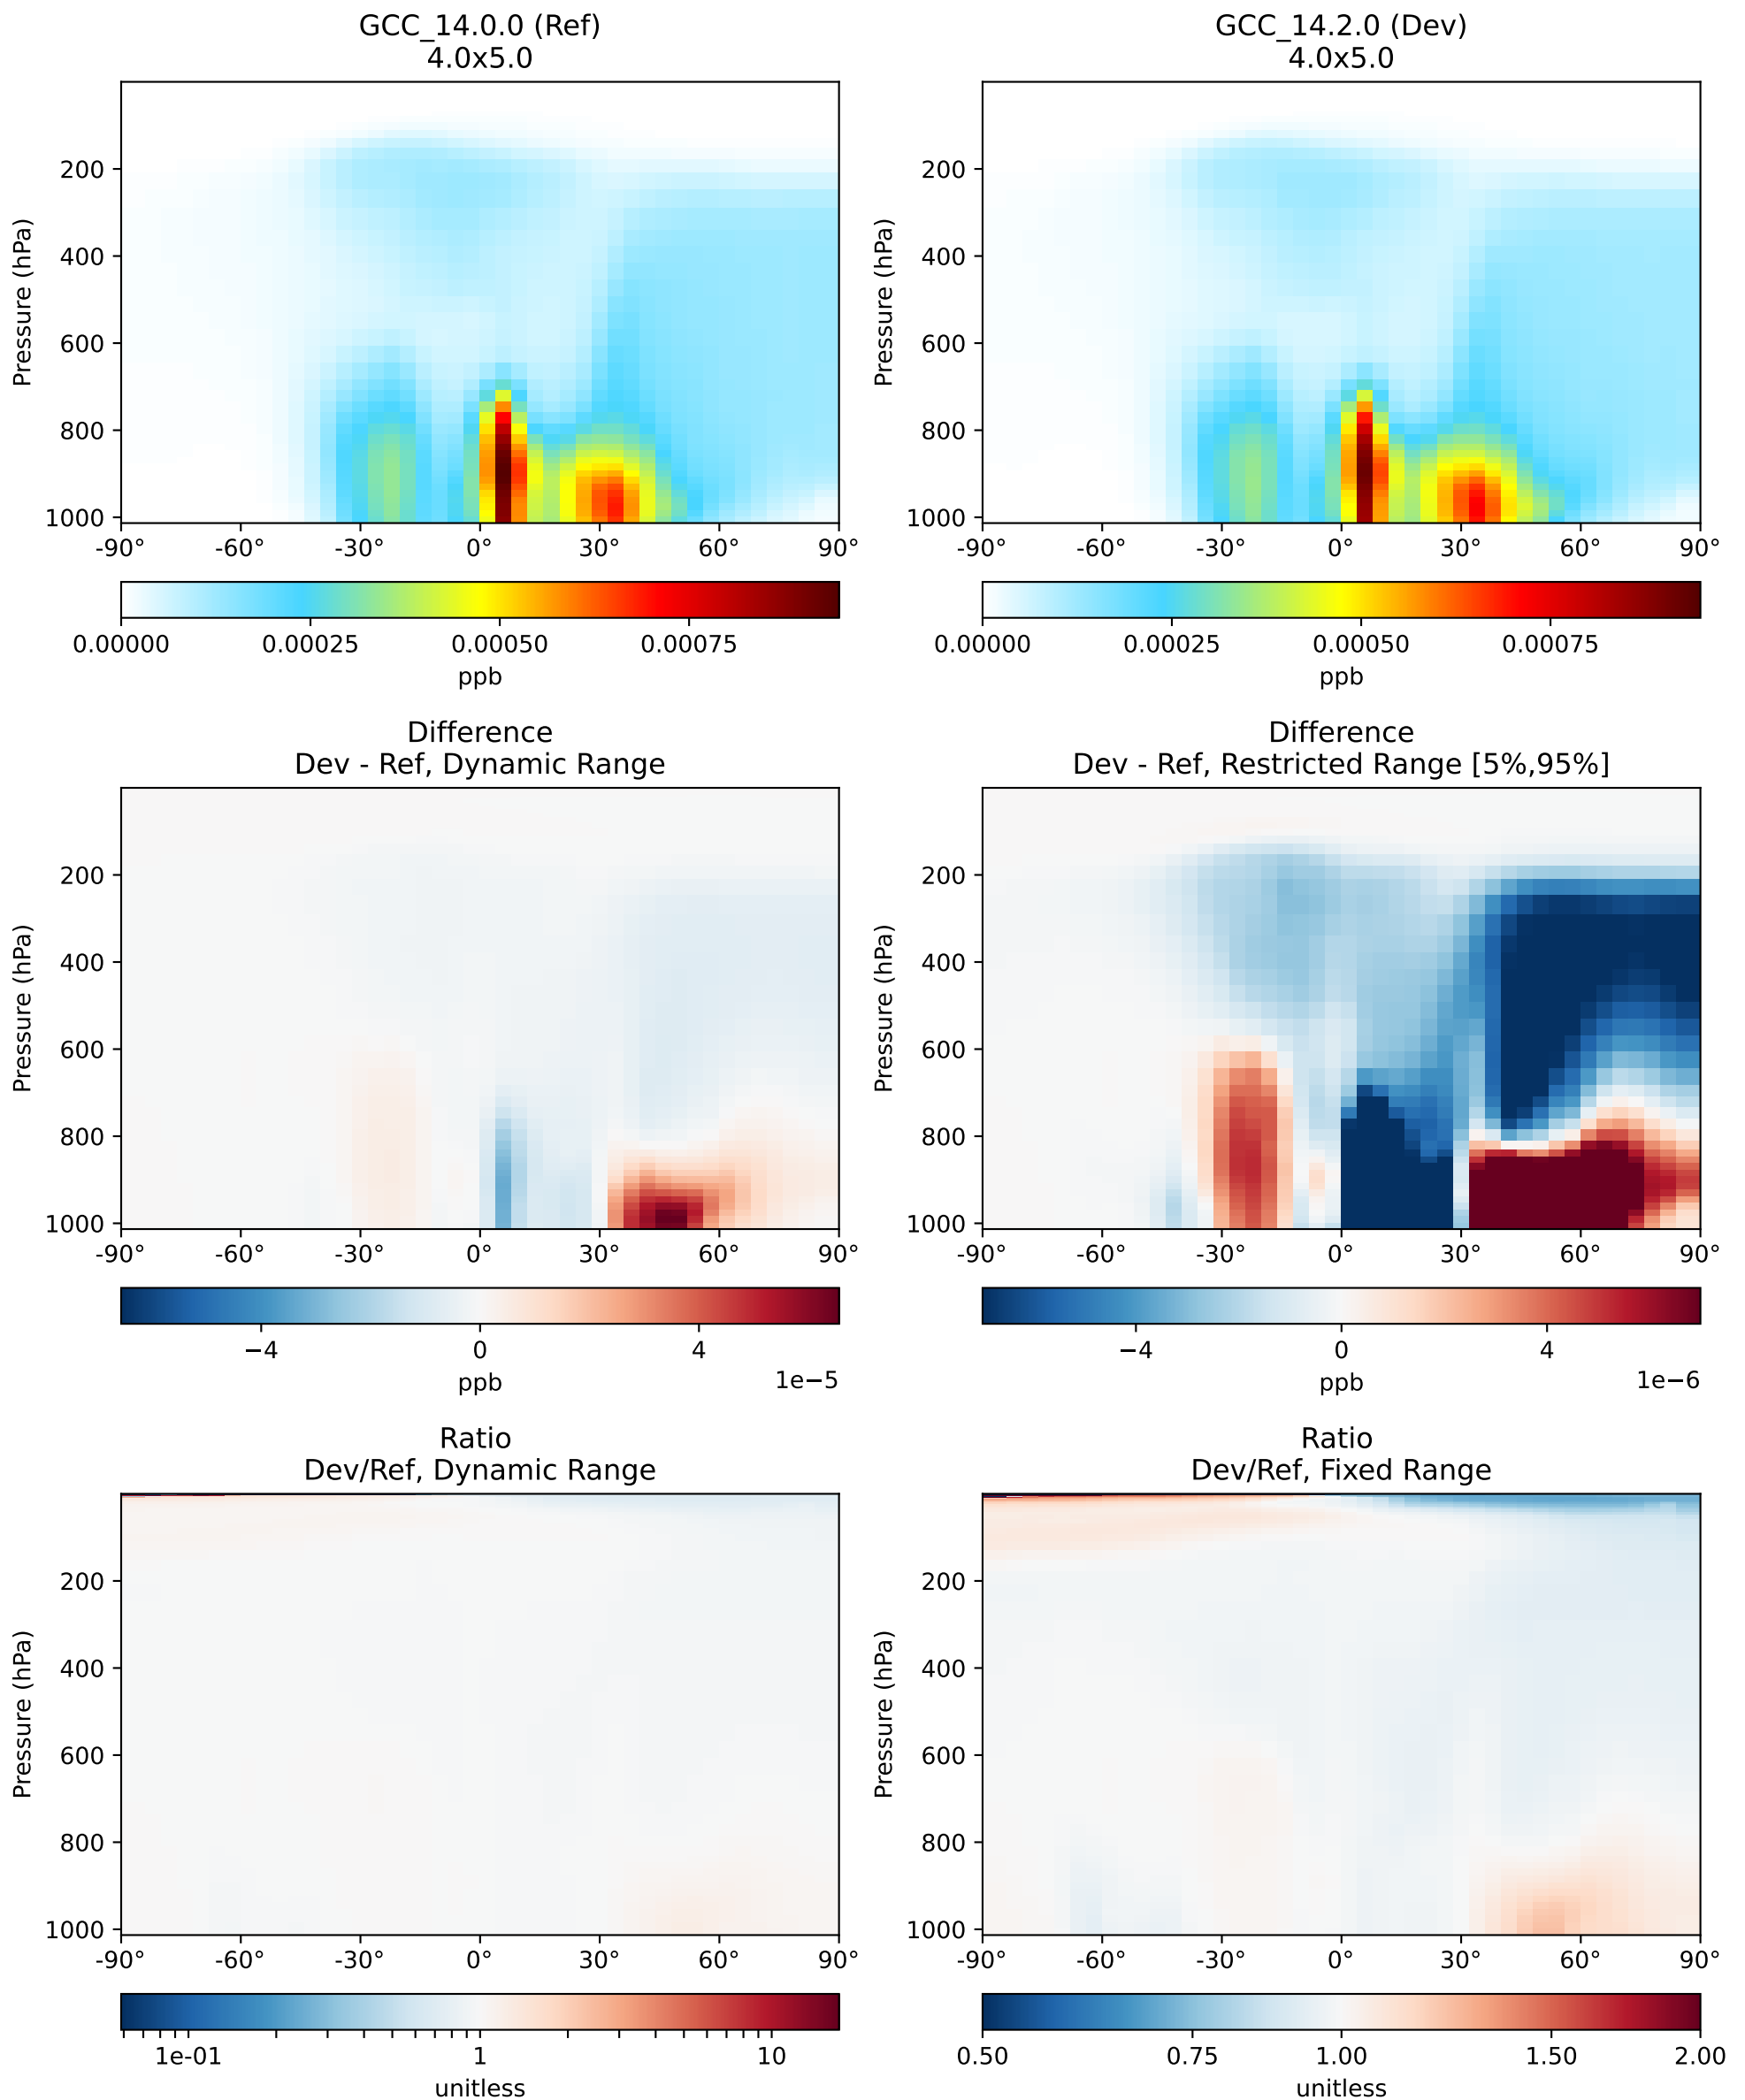 GCC_14.0.0 (Ref)
4.0x5.0
GCC_14.2.0 (Dev)
4.0x5.0
Pressure (hPa)
200
400
600
800
1000
-90° -60° -30° 0° 30° 60° 90°
0.00000 0.00025 0.00050 0.00075
ppb
Pressure (hPa)
200
400
600
800
1000
-90° -60° -30° 0° 30° 60° 90°
0.00000 0.00025 0.00050 0.00075
ppb
Difference
Dev - Ref, Dynamic Range
Difference
Dev - Ref, Restricted Range [5%,95%]
Pressure (hPa)
200
400
600
800
1000
-90° -60° -30° 0° 30° 60° 90°
−4 0 4
ppb
1e−5
Pressure (hPa)
200
400
600
800
1000
-90° -60° -30° 0° 30° 60° 90°
−4 0 4
ppb
1e−6
Ratio
Dev/Ref, Dynamic Range
Ratio
Dev/Ref, Fixed Range
Pressure (hPa)
200
400
600
800
1000
-90° -60° -30° 0° 30° 60° 90°
1e-01 1 10
unitless
Pressure (hPa)
200
400
600
800
1000
-90° -60° -30° 0° 30° 60° 90°
0.50 0.75 1.00 1.50 2.00
unitless